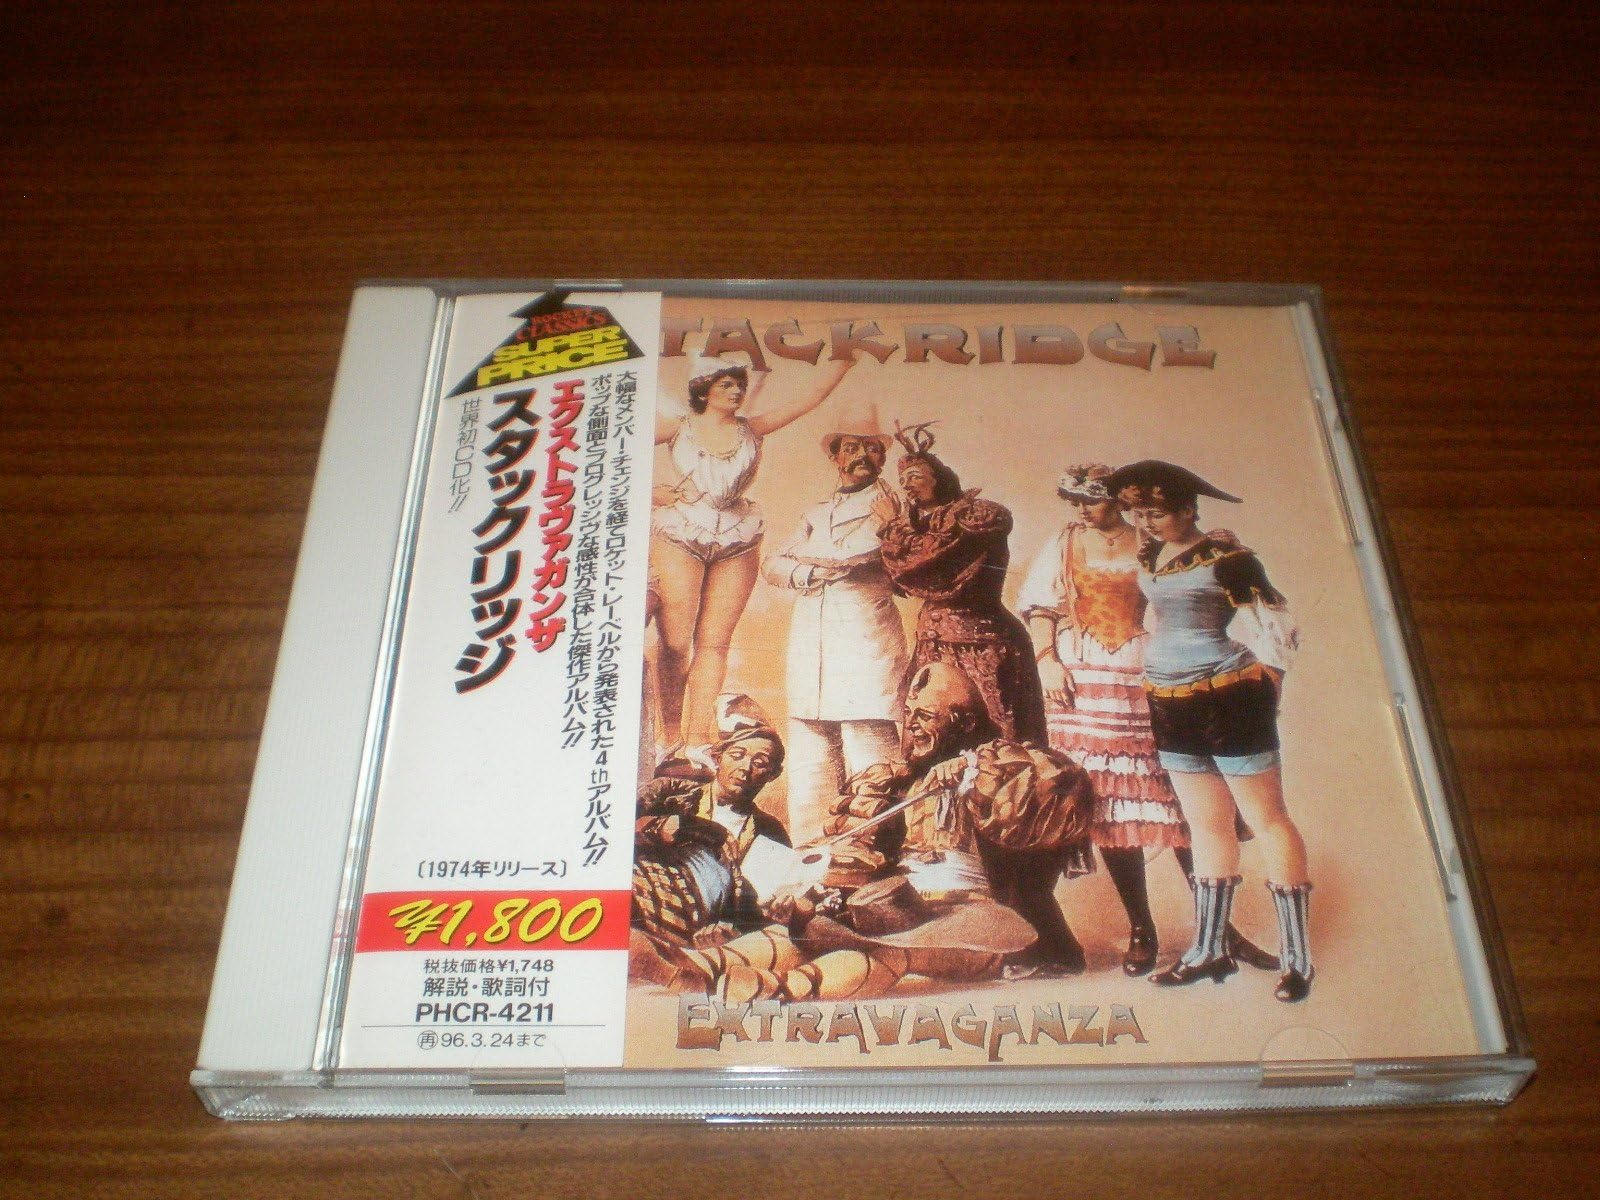 ROCKET
CLASSICS
SUPER
PRICE
世界初CD化!!
エクストラヴァガンザ
スタックリッジ
大幅なメンバー・チェンジを経てロケット・レーベルから発表された4thアルバム!!
ポップな側面とプログレッシヴな感性が合体した傑作アルバム!!
〔1974年リリース〕
¥1,800
税抜価格¥1,748
解説・歌詞付
PHCR-4211
再96.3.24まで
TACKRIDGE
EXTRAVAGANZA